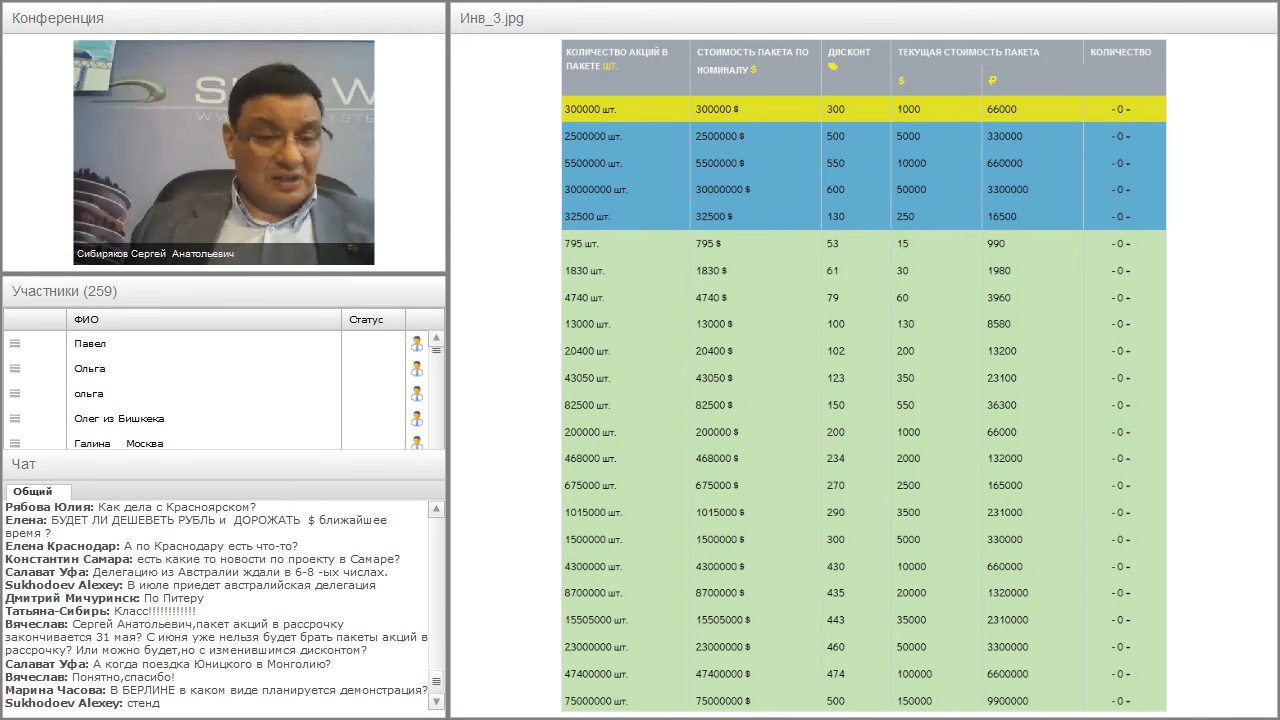 Конференция
Сибиряков Сергей Анатольевич
Участники (259)
ФИО Статус
Павел
Ольга
ольга
Олег из Бишкека
Галина Москва
Чат
Общий
Рябова Юлия: Как дела с Красноярском?
Елена: БУДЕТ ЛИ ДЕШЕВЕТЬ РУБЛЬ и ДОРОЖАТЬ $ ближайшее
время ?
Елена Краснодар: А по Краснодару есть что-то?
Константин Самара: есть какие то новости по проекту в Самаре?
Салават Уфа: Делегацию из Австралии ждали в 6-8 -ых числах.
Sukhodoev Alexey: В июле приедет австралийская делегация
Дмитрий Мичуринск: По Питеру
Татьяна-Сибирь: Класс!!!!!!!!!!!!
Вячеслав: Сергей Анатольевич,пакет акций в рассрочку
закончивается 31 мая? С июня уже нельзя будет брать пакеты акций в
рассрочку? Или можно будет,но с изменившимся дисконтом?
Салават Уфа: А когда поездка Юницкого в Монголию?
Вячеслав: Понятно,спасибо!
Марина Часова: В БЕРЛИНЕ в каком виде планируется демонстрация?
Sukhodoev Alexey: стенд
Инв_3.jpg
КОЛИЧЕСТВО АКЦИЙ В СТОИМОСТЬ ПАКЕТА ПО ДИСКОНТ ТЕКУЩАЯ СТОИМОСТЬ ПАКЕТА КОЛИЧЕСТВО
ПАКЕТЕ ШТ. НОМИНАЛУ $
$ ₽
300000 шт. 300000 $ 300 1000 66000 - 0 +
2500000 шт. 2500000 $ 500 5000 330000 - 0 +
5500000 шт. 5500000 $ 550 10000 660000 - 0 +
30000000 шт. 30000000 $ 600 50000 3300000 - 0 +
32500 шт. 32500 $ 130 250 16500 - 0 +
795 шт. 795 $ 53 15 990 - 0 +
1830 шт. 1830 $ 61 30 1980 - 0 +
4740 шт. 4740 $ 79 60 3960 - 0 +
13000 шт. 13000 $ 100 130 8580 - 0 +
20400 шт. 20400 $ 102 200 13200 - 0 +
43050 шт. 43050 $ 123 350 23100 - 0 +
82500 шт. 82500 $ 150 550 36300 - 0 +
200000 шт. 200000 $ 200 1000 66000 - 0 +
468000 шт. 468000 $ 234 2000 132000 - 0 +
675000 шт. 675000 $ 270 2500 165000 - 0 +
1015000 шт. 1015000 $ 290 3500 231000 - 0 +
1500000 шт. 1500000 $ 300 5000 330000 - 0 +
4300000 шт. 4300000 $ 430 10000 660000 - 0 +
8700000 шт. 8700000 $ 435 20000 1320000 - 0 +
15505000 шт. 15505000 $ 443 35000 2310000 - 0 +
23000000 шт. 23000000 $ 460 50000 3300000 - 0 +
47400000 шт. 47400000 $ 474 100000 6600000 - 0 +
75000000 шт. 75000000 $ 500 150000 9900000 - 0 +